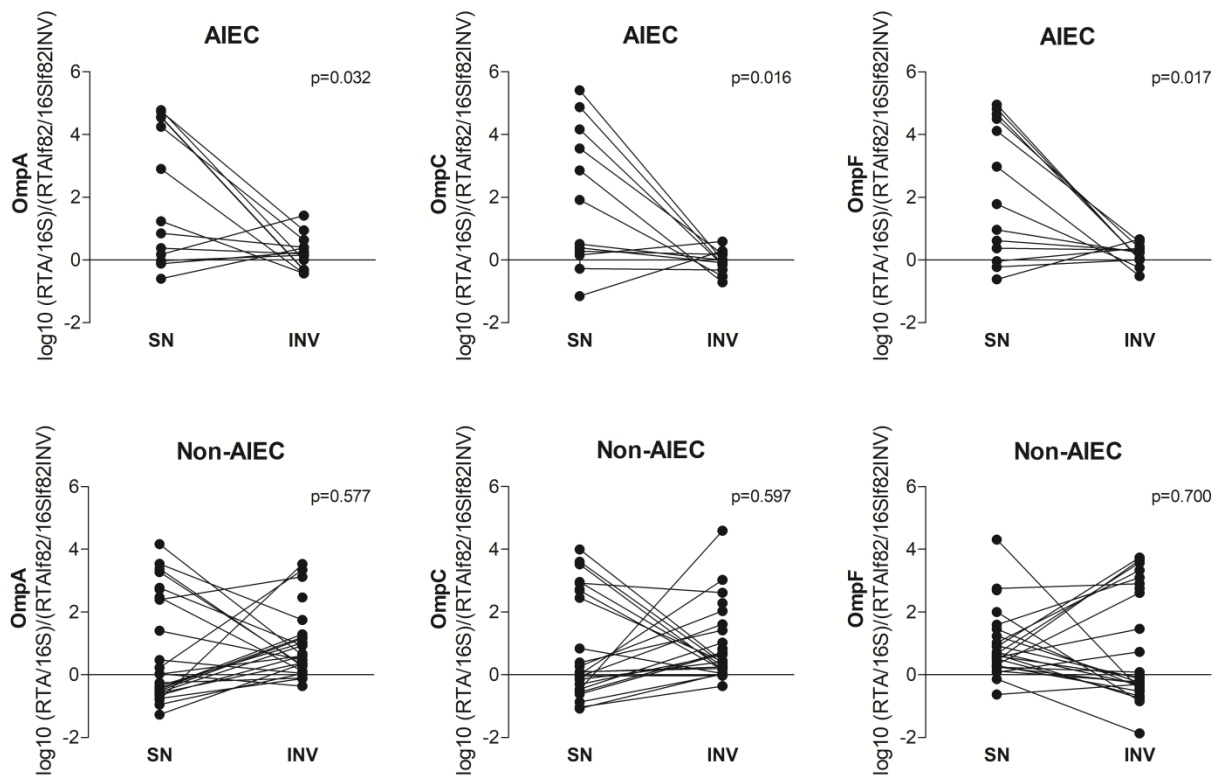 AIEC
p=0.032
OmpA
log10 (RTA/16S)/(RTAlf82/16Slf82INV)
6
4
2
0
-2
SN
INV
AIEC
p=0.016
OmpC
log10 (RTA/16S)/(RTAlf82/16Slf82INV)
6
4
2
0
-2
SN
INV
AIEC
p=0.017
OmpF
log10 (RTA/16S)/(RTAlf82/16Slf82INV)
6
4
2
0
-2
SN
INV
Non-AIEC
p=0.577
OmpA
log10 (RTA/16S)/(RTAlf82/16Slf82INV)
6
4
2
0
-2
SN
INV
Non-AIEC
p=0.597
OmpC
log10 (RTA/16S)/(RTAlf82/16Slf82INV)
6
4
2
0
-2
SN
INV
Non-AIEC
p=0.700
OmpF
log10 (RTA/16S)/(RTAlf82/16Slf82INV)
6
4
2
0
-2
SN
INV